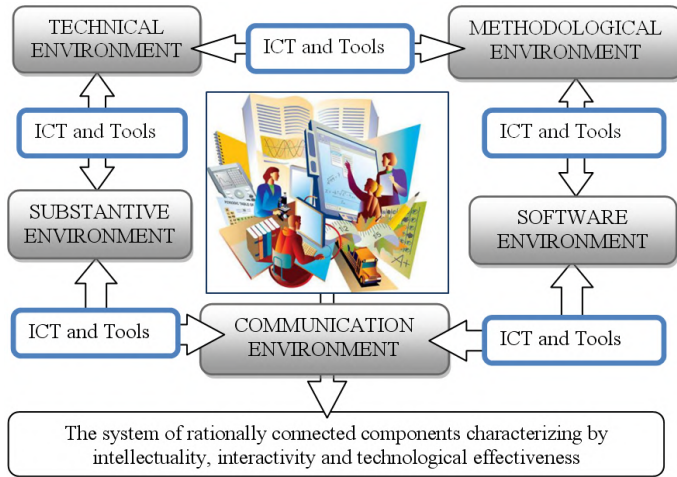 TECHNICAL
ENVIRONMENT
ICT and Tools
METHODOLOGICAL
ENVIRONMENT
ICT and Tools
ICT and Tools
SUBSTANTIVE
ENVIRONMENT
SOFTWARE
ENVIRONMENT
A+
ICT and Tools
COMMUNICATION
ENVIRONMENT
ICT and Tools
The system of rationally connected components characterizing by
intellectuality, interactivity and technological effectiveness